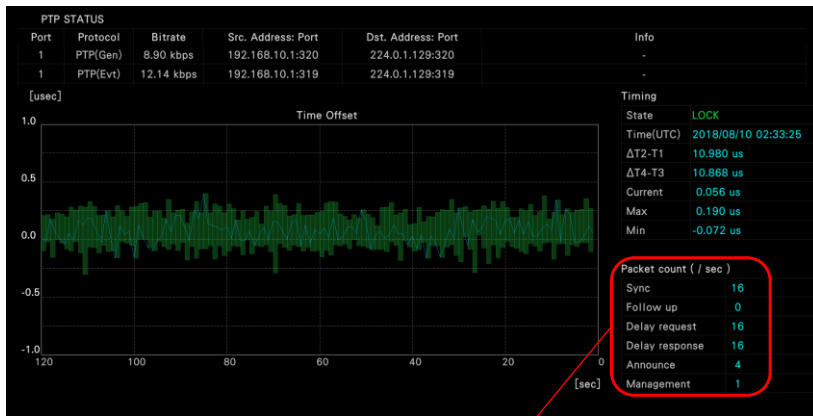 PTP STATUS
Port Protocol Bitrate Src. Address: Port Dst. Address: Port Info
1 PTP(Gen) 8.90 kbps 192.168.10.1:320 224.0.1.129:320 -
1 PTP(Evt) 12.14 kbps 192.168.10.1:319 224.0.1.129:319 -
[usec]
Time Offset
1.0
0.5
0.0
-0.5
-1.0
120 100 80 60 40 20 0
[sec]
Timing
State LOCK
Time(UTC) 2018/08/10 02:33:25
ΔT2-T1 10.980 us
ΔT4-T3 10.868 us
Current 0.056 us
Max 0.190 us
Min -0.072 us
Packet count ( / sec )
Sync 16
Follow up 0
Delay request 16
Delay response 16
Announce 4
Management 1